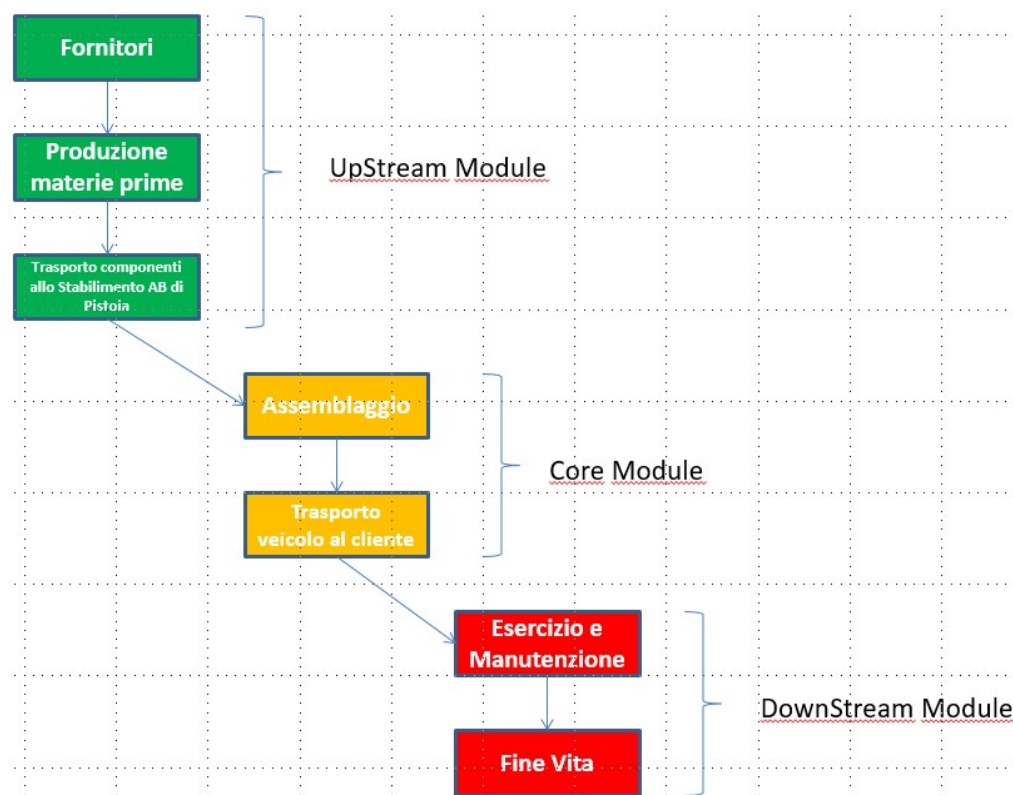 Fornitori
Produzione
materie prime
UpStream Module
Trasporto componenti
allo Stabilimento AB di
Pistoia
Assemblaggio
Core Module
Trasporto
veicolo al cliente
Esercizio e
Manutenzione
DownStream Module
Fine Vita